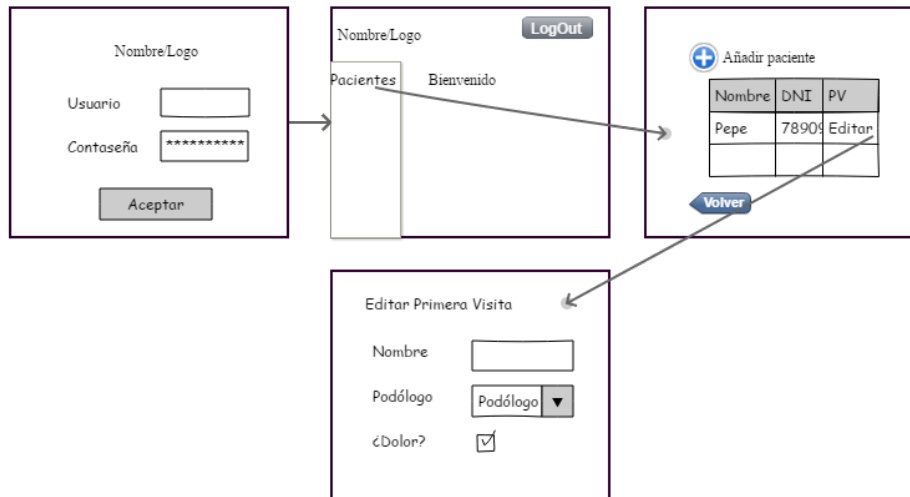 Nombre/Logo
Usuario
Contaseña
**********
Aceptar
Nombre/Logo
LogOut
Pacientes
Bienvenido
Añadir paciente
Nombre DNI PV
Pepe 78909 Editar
Volver
Editar Primera Visita
Nombre
Podólogo
Podólogo
¿Dolor?